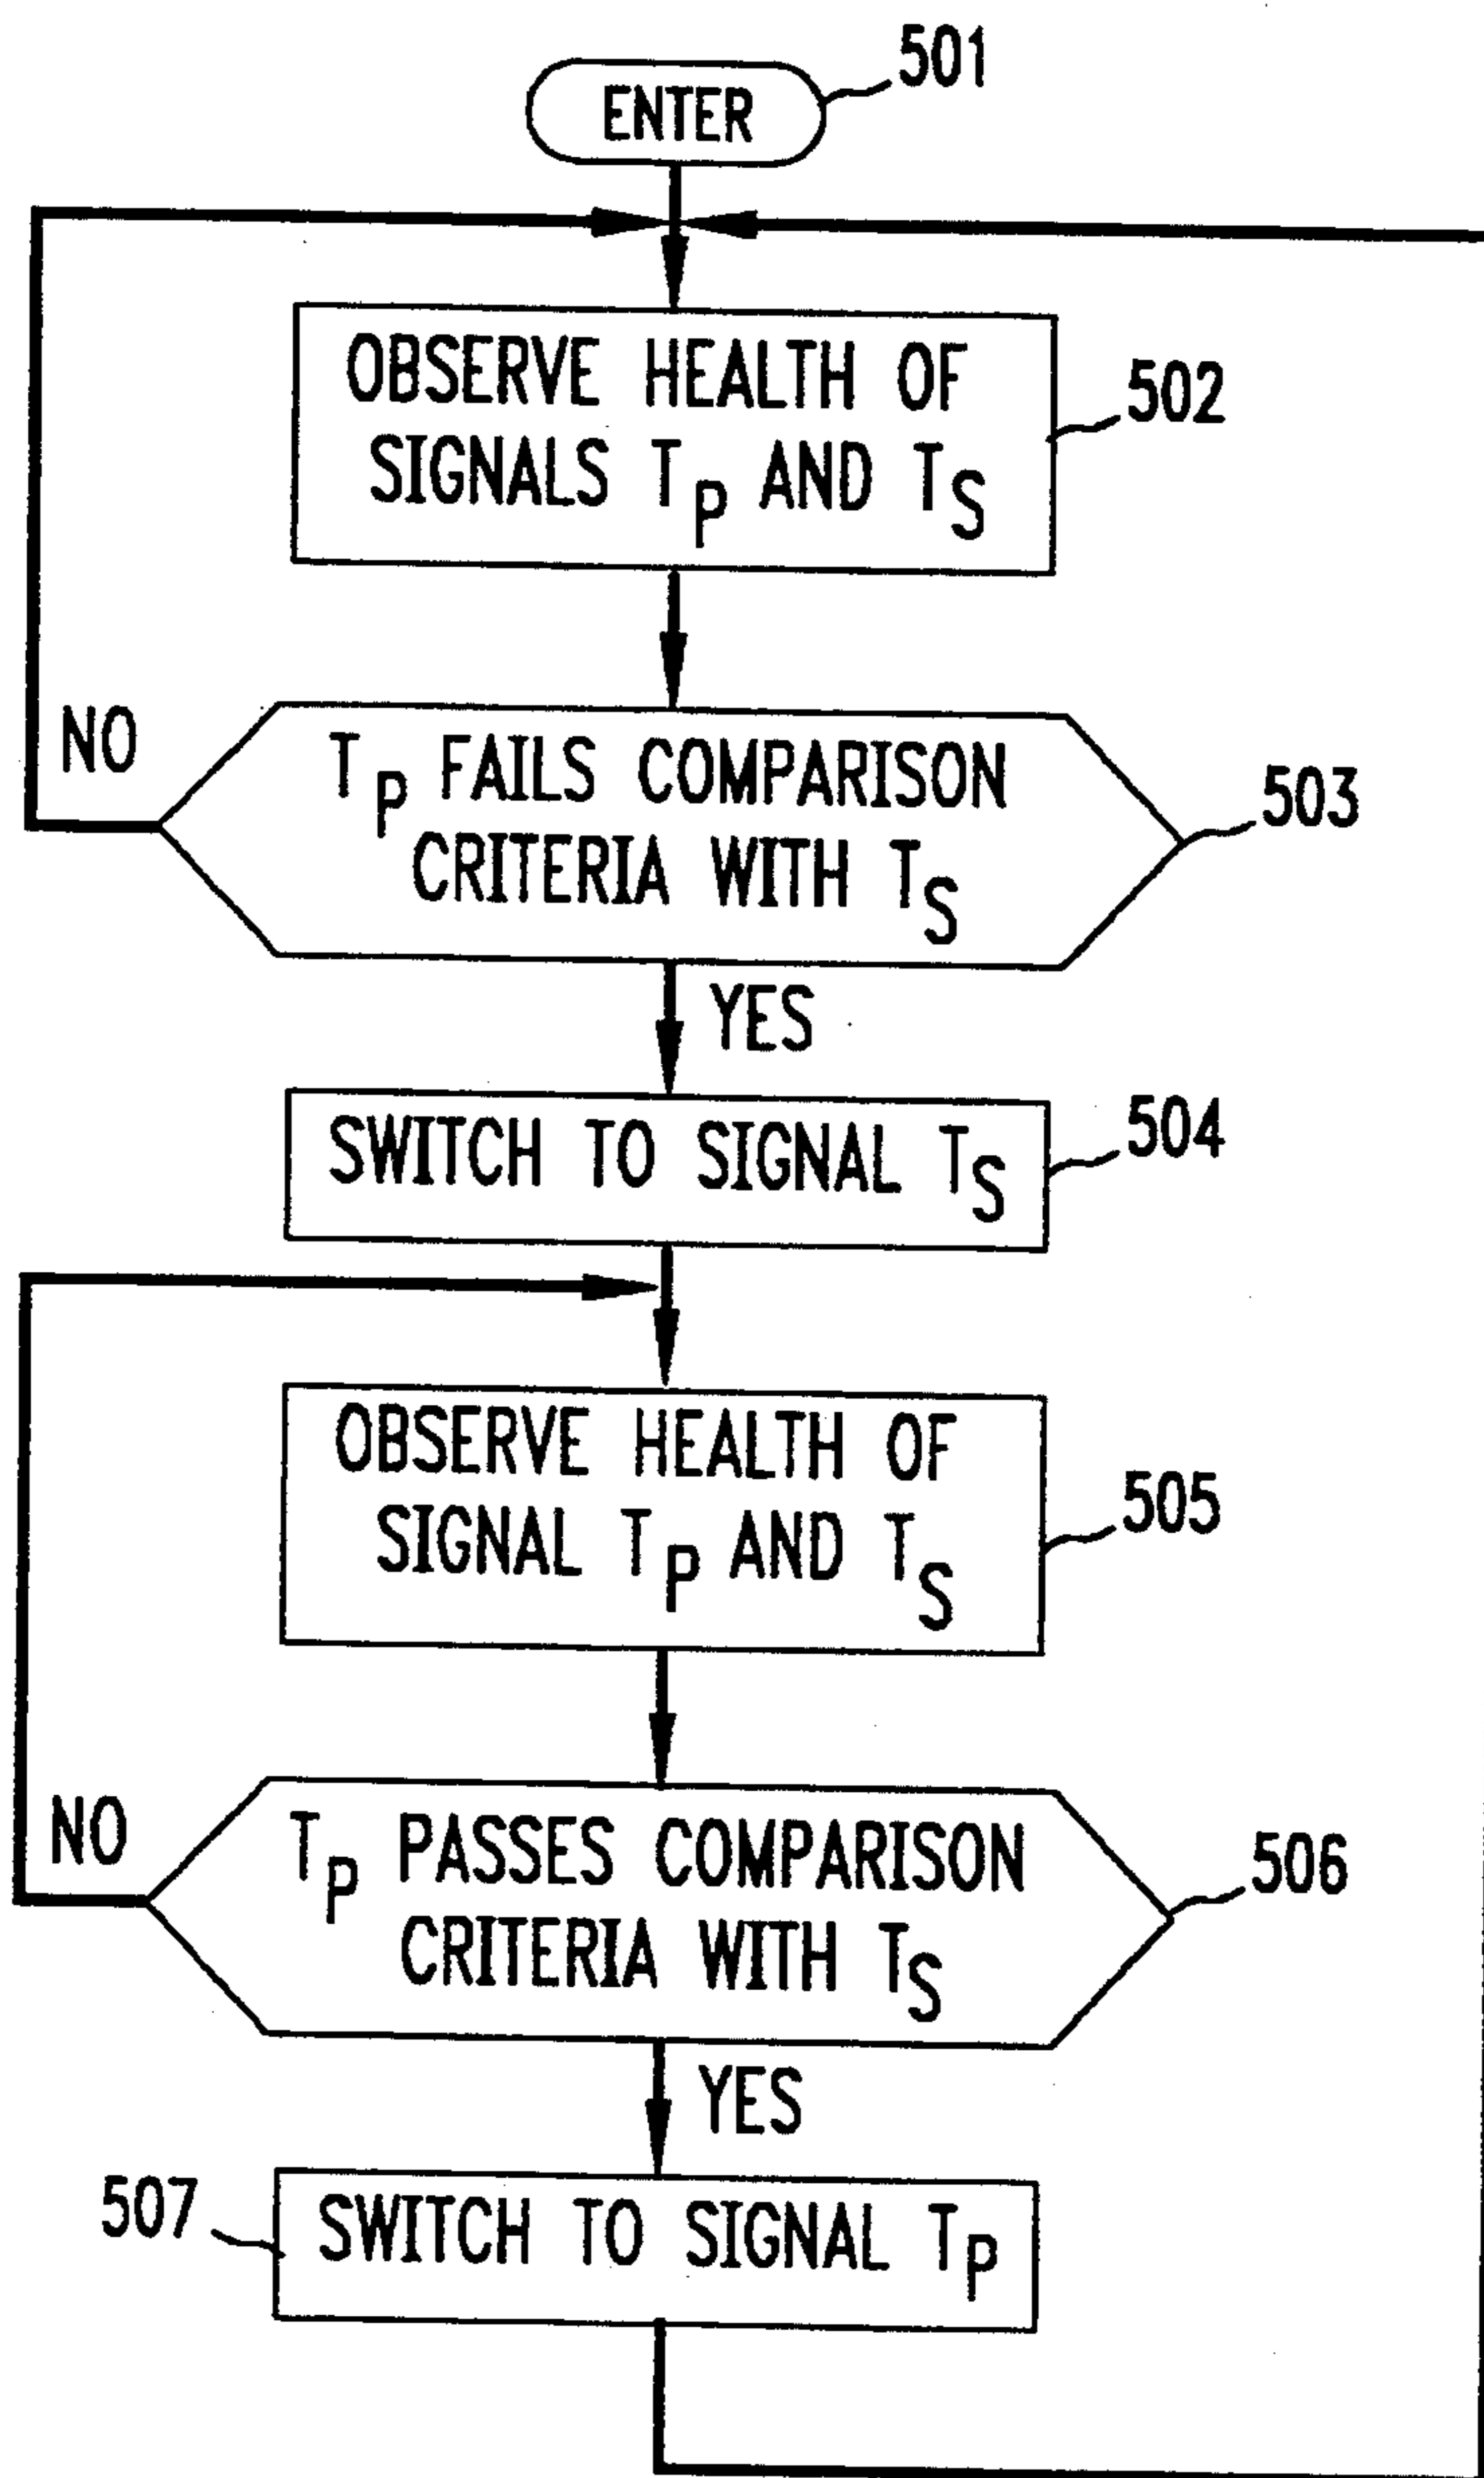 501
ENTER
OBSERVE HEALTH OF
SIGNALS TP AND TS
502
NO
TP FAILS COMPARISON
CRITERIA WITH TS
503
YES
SWITCH TO SIGNAL TS
504
OBSERVE HEALTH OF
SIGNAL TP AND TS
505
NO
TP PASSES COMPARISON
CRITERIA WITH TS
506
YES
507
SWITCH TO SIGNAL TP